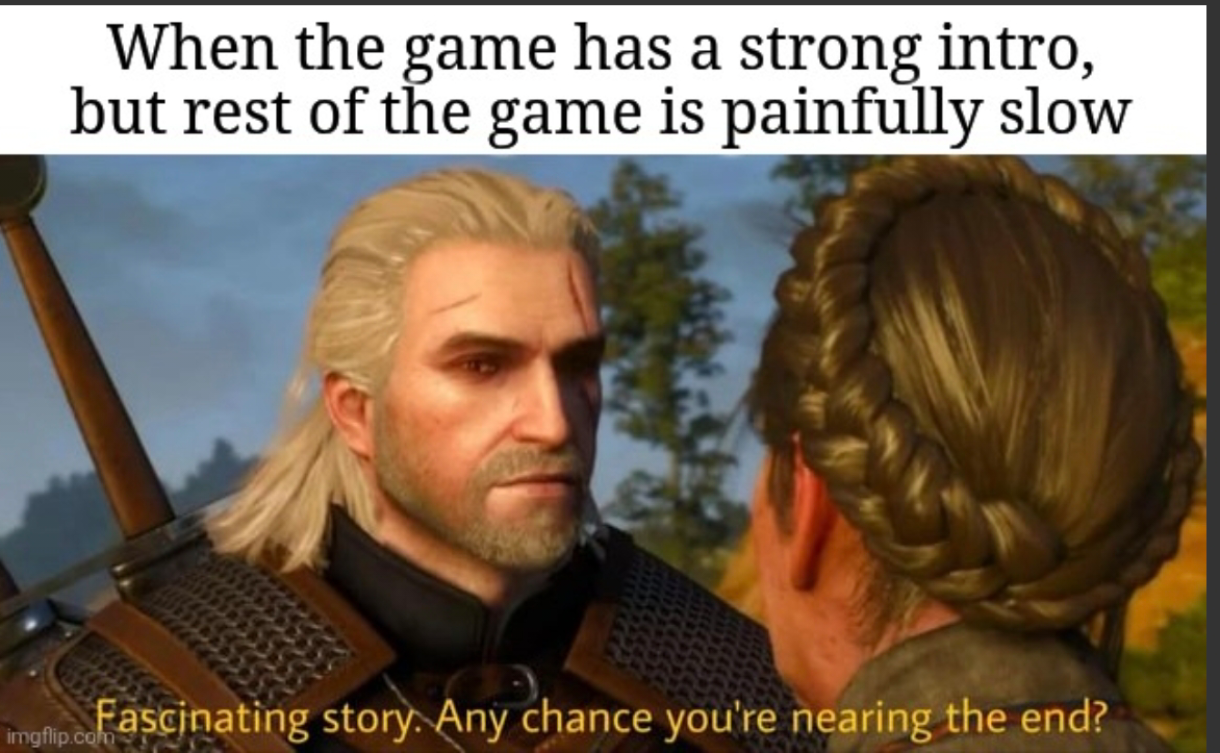 When the game has a strong intro,
but rest of the game is painfully slow
Fascinating story. Any chance you're nearing the end?
imgflip.com